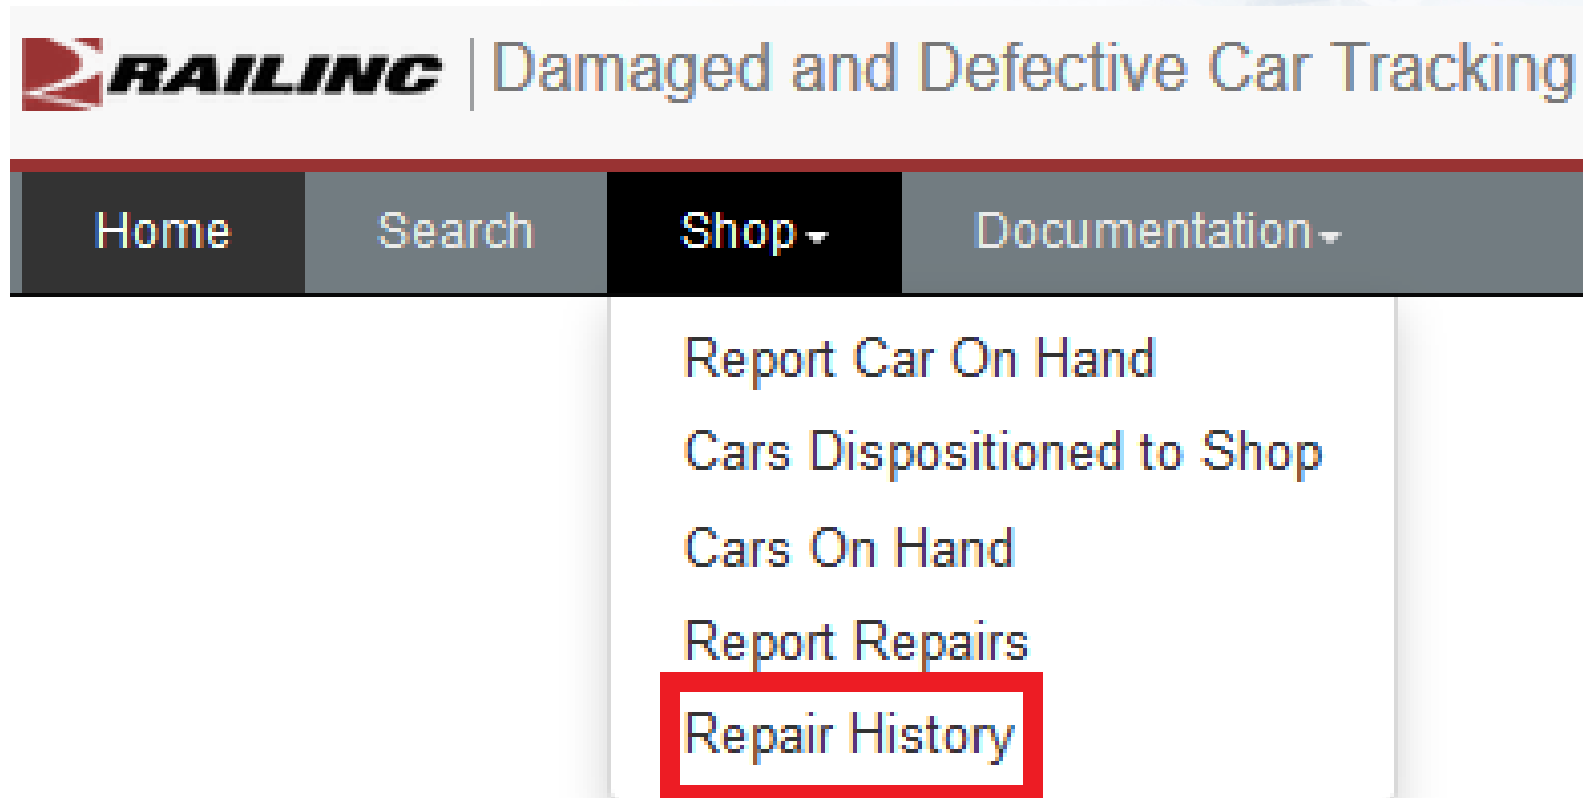 RAILINC Damaged and Defective Car Tracking
Home Search Shop Documentation
Report Car On Hand
Cars Dispositioned to Shop
Cars On Hand
Report Repairs
Repair History